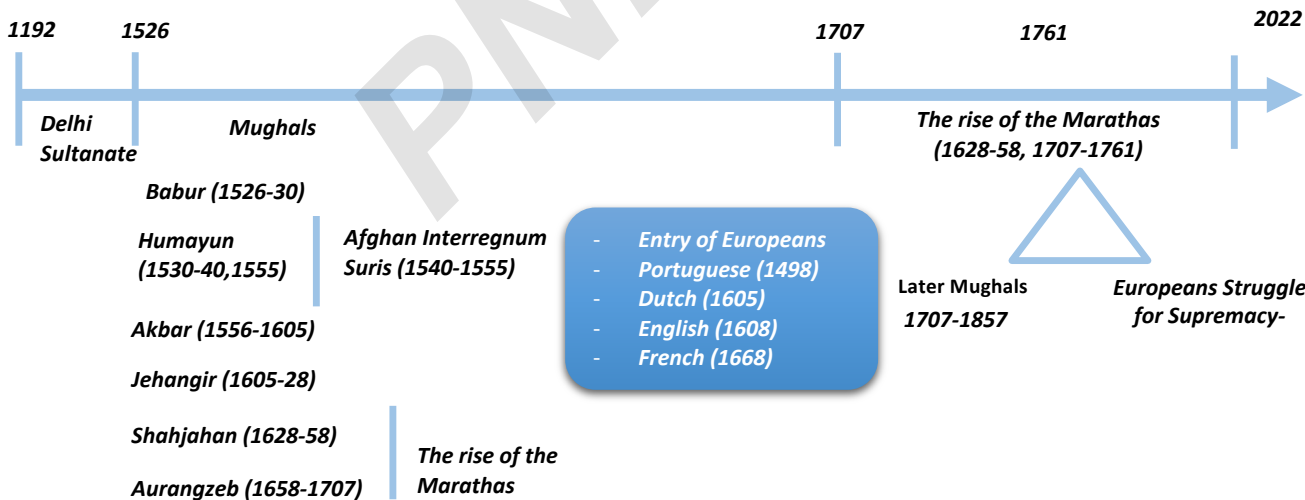 1192
1526
1707
1761
2022
Delhi
Sultanate
Mughals
The rise of the Marathas
(1628-58, 1707-1761)
Babur (1526-30)
Humayun
(1530-40,1555)
Afghan Interregnum
Suris (1540-1555)
- Entry of Europeans
- Portuguese (1498)
- Dutch (1605)
- English (1608)
- French (1668)
Later Mughals
1707-1857
Europeans Struggle
for Supremacy-
Akbar (1556-1605)
Jehangir (1605-28)
Shahjahan (1628-58)
Aurangzeb (1658-1707)
The rise of the
Marathas